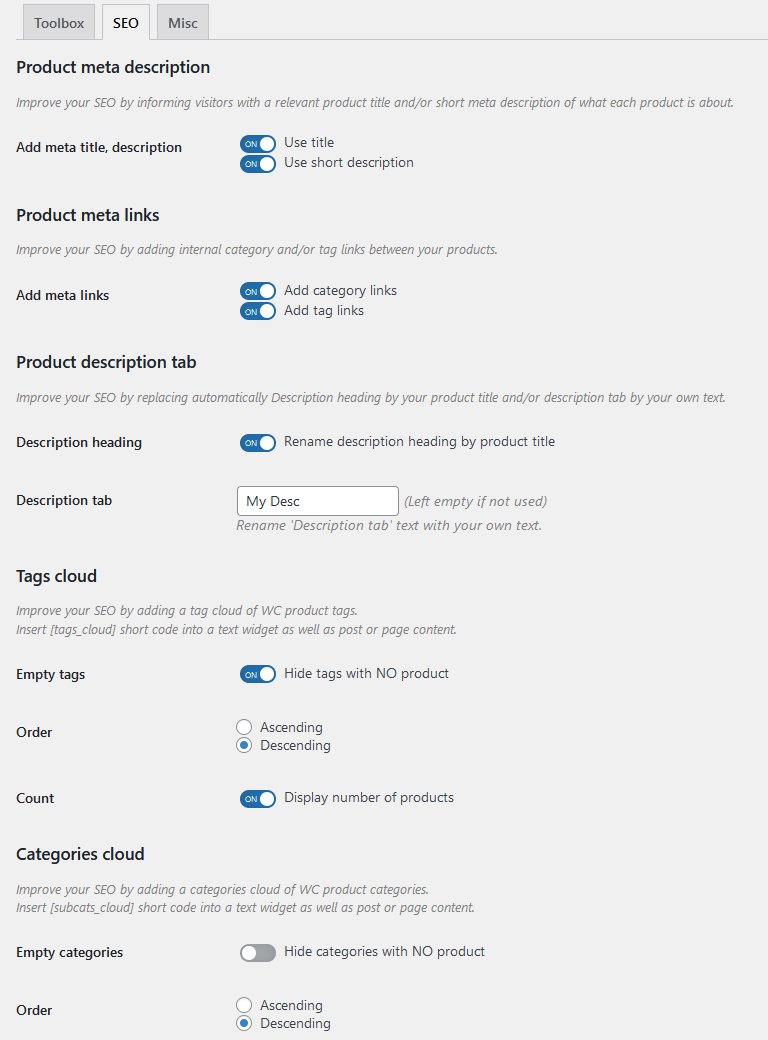 Toolbox SEO Misc
Product meta description
Improve your SEO by informing visitors with a relevant product title and/or short meta description of what each product is about.
Add meta title, description ON Use title
ON Use short description
Product meta links
Improve your SEO by adding internal category and/or tag links between your products.
Add meta links ON Add category links
ON Add tag links
Product description tab
Improve your SEO by replacing automatically Description heading by your product title and/or description tab by your own text.
Description heading ON Rename description heading by product title
Description tab My Desc (Left empty if not used)
Rename 'Description tab' text with your own text.
Tags cloud
Improve your SEO by adding a tag cloud of WC product tags.
Insert [tags_cloud] short code into a text widget as well as post or page content.
Empty tags ON Hide tags with NO product
Order Ascending
Descending
Count ON Display number of products
Categories cloud
Improve your SEO by adding a categories cloud of WC product categories.
Insert [subcats_cloud] short code into a text widget as well as post or page content.
Empty categories Hide categories with NO product
Order Ascending
Descending